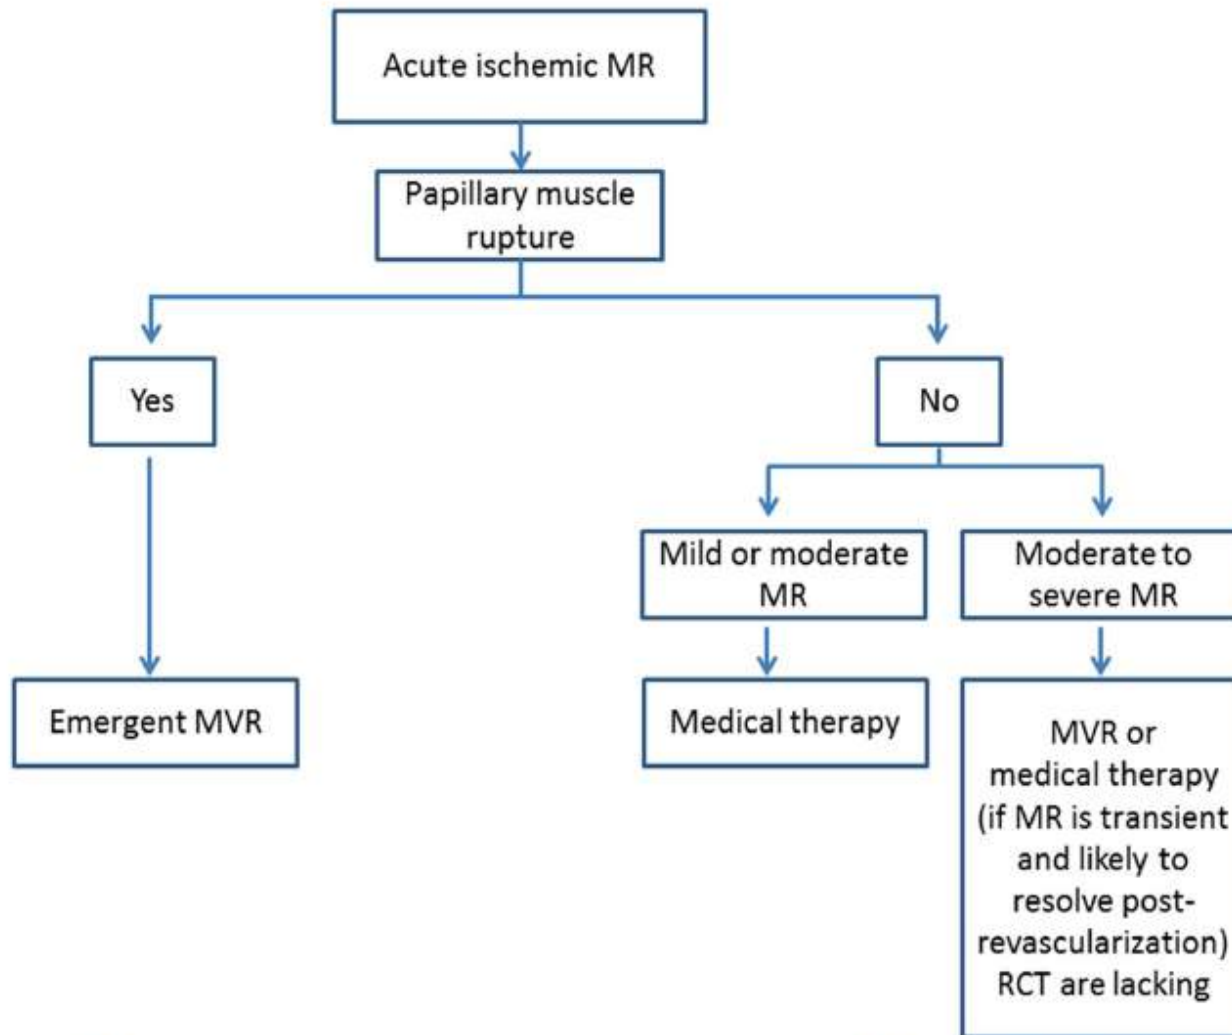 Acute ischemic MR
Papillary muscle
rupture
Yes
No
Mild or moderate
MR
Moderate to
severe MR
Emergent MVR
Medical therapy
MVR or
medical therapy
(if MR is transient
and likely to
resolve post-
revascularization)
RCT are lacking